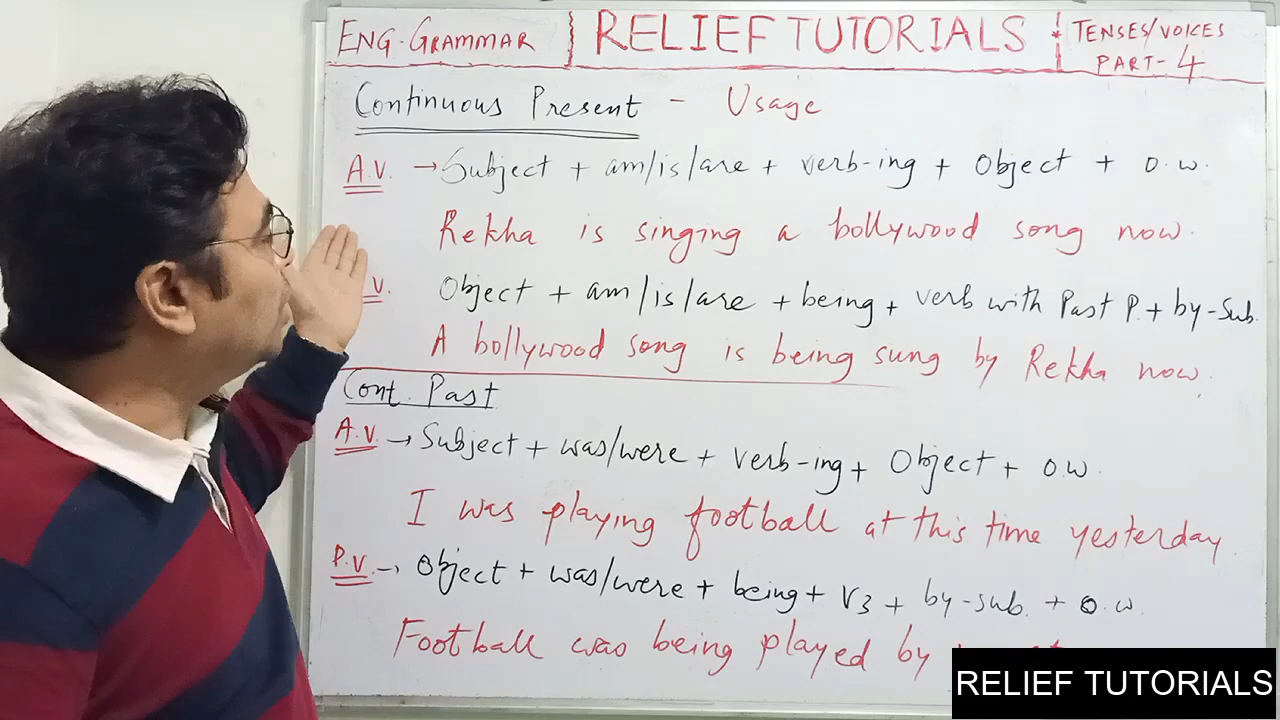 ENG-GRAMMAR
RELIEF TUTORIALS
TENSES/VOICES
PART-4
Continuous Present - Usage
A.V. → Subject + am/is/are + verb-ing + Object + O.W.
Rekha is singing a bollywood song now.
V. Object + am/is/are + being + verb with Past P. + by-Sub.
A bollywood song is being sung by Rekha now.
Cont. Past
A.V. → Subject + was/were + verb-ing + Object + O.W.
I was playing football at this time yesterday.
P.V → Object + was/were + being + V3 + by-sub. + O.W.
Football was being played by
RELIEF TUTORIALS